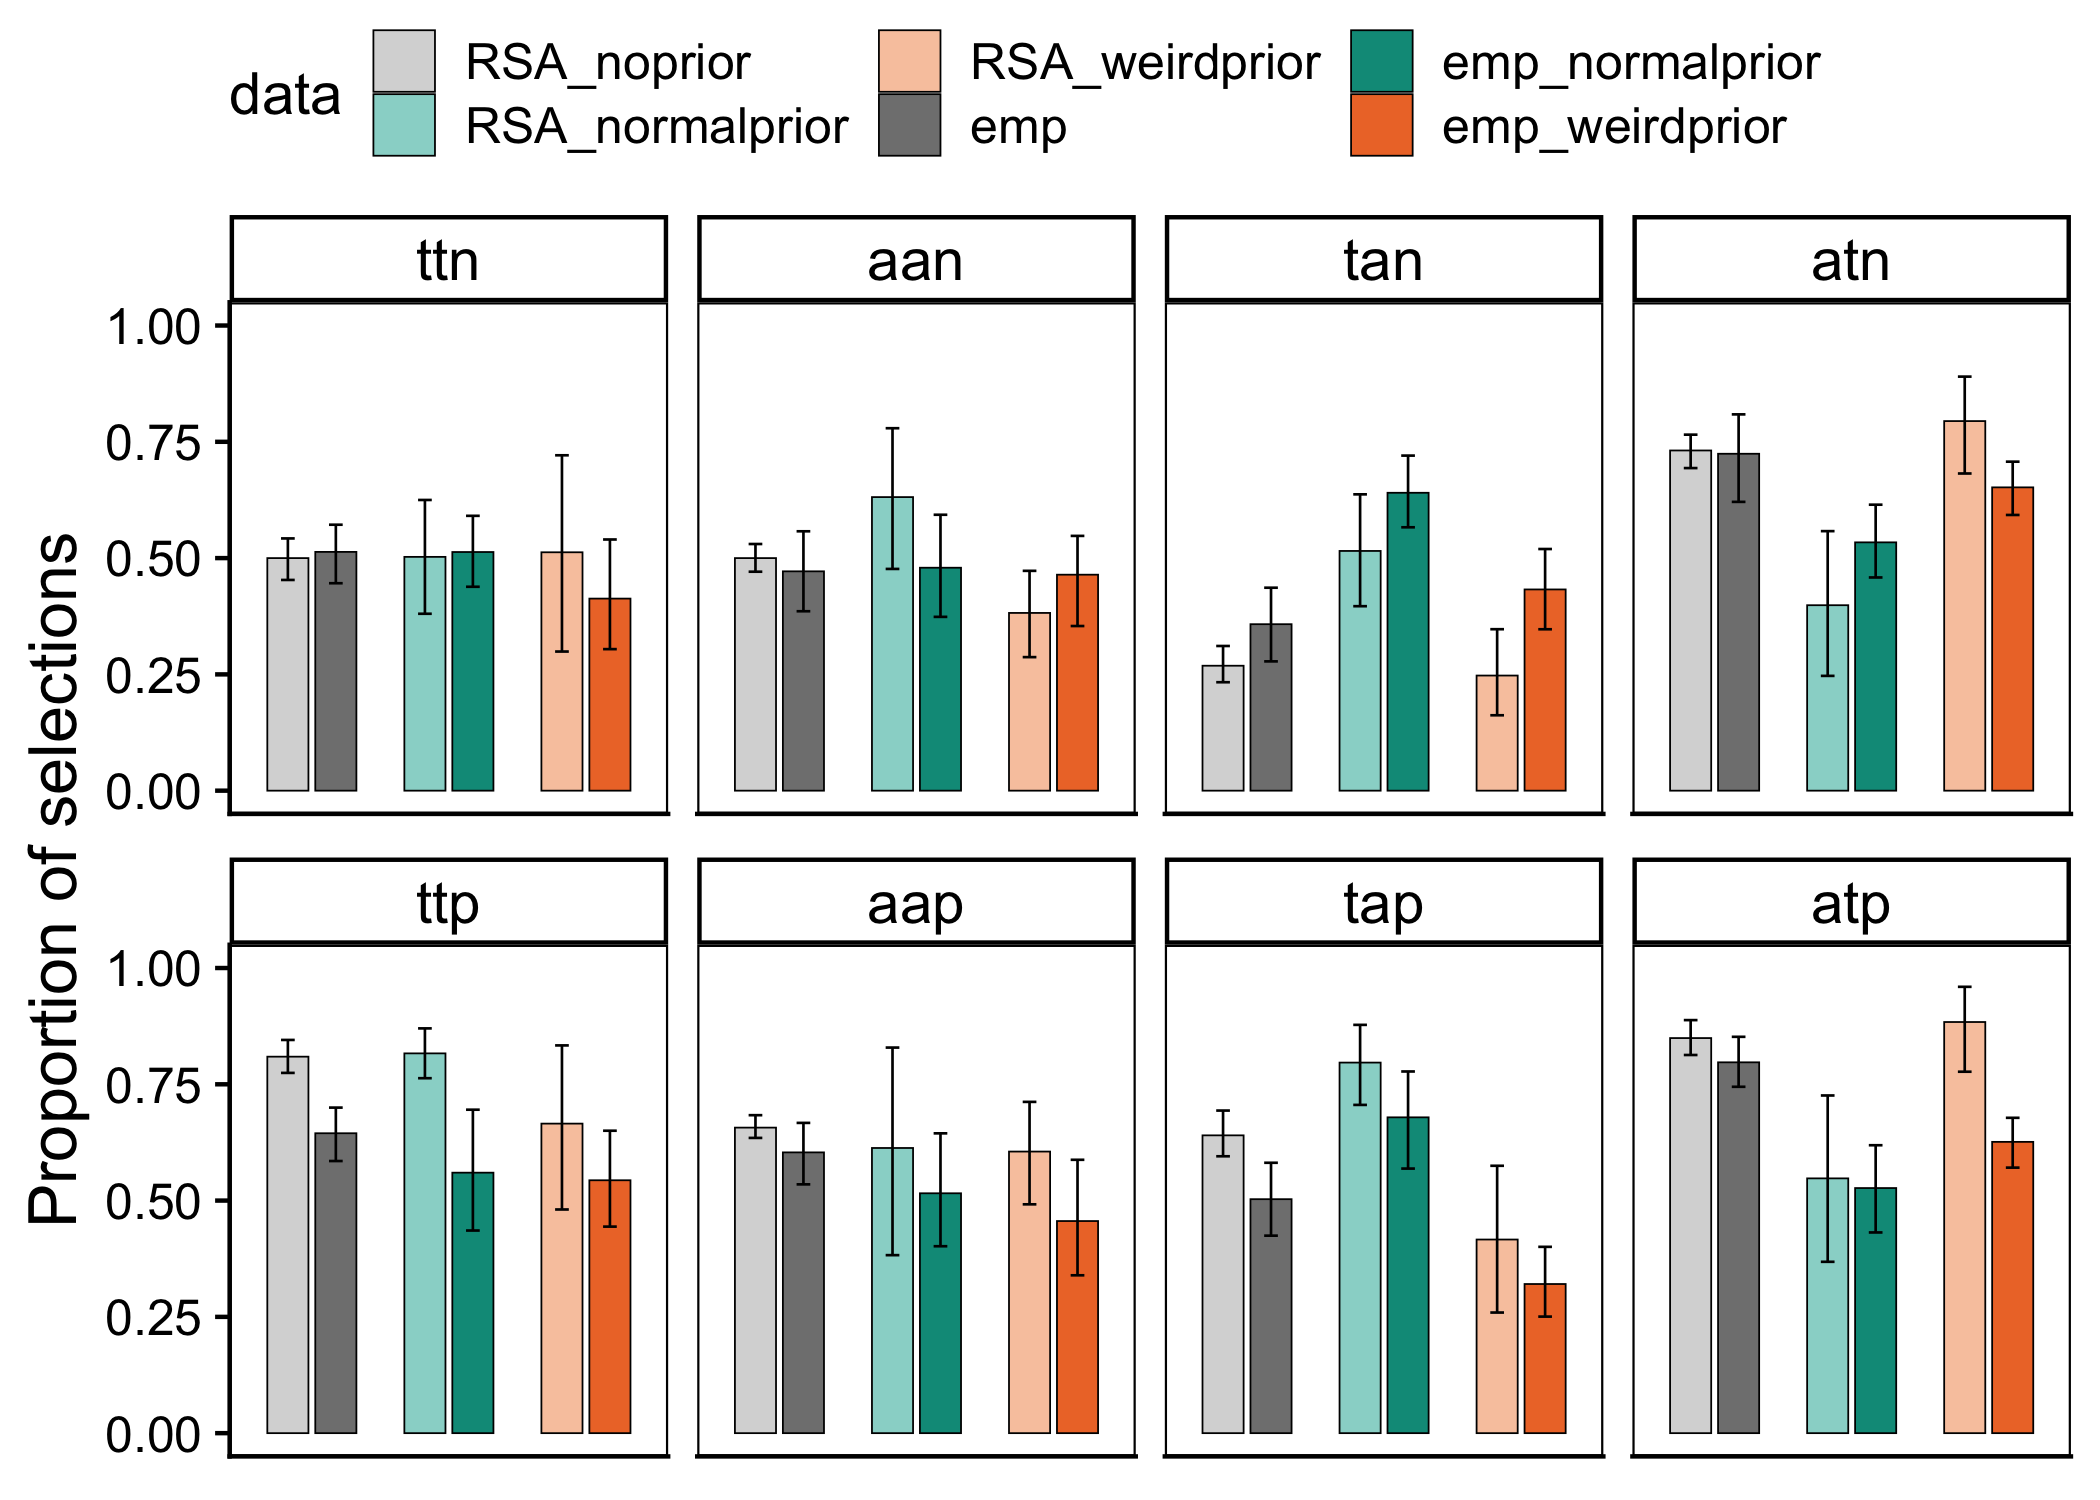 data
RSA_noprior
RSA_weirdprior
emp_normalprior
RSA_normalprior
emp
emp_weirdprior
Proportion of selections
ttn
aan
tan
atn
1.00
0.75
0.50
0.25
0.00
ttp
aap
tap
atp
1.00
0.75
0.50
0.25
0.00